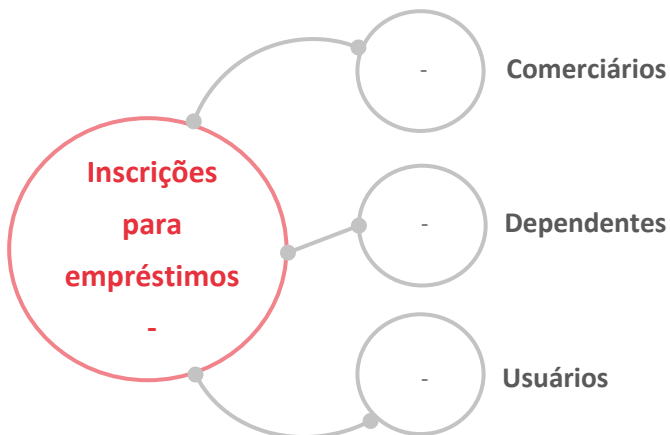 Inscrições
para
empréstimos
-
- Comerciários
- Dependentes
- Usuários